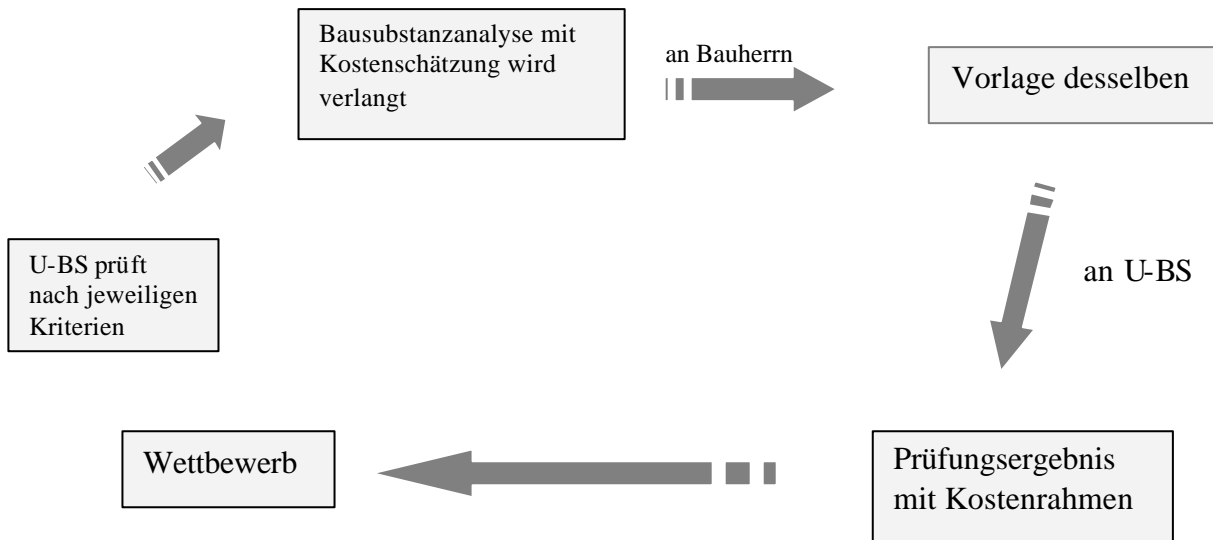 Bausubstanzanalyse mit
Kostenschätzung wird
verlangt
an Bauherrn
Vorlage desselben
U-BS prüft
nach jeweiligen
Kriterien
an U-BS
Wettbewerb
Prüfungsergebnis
mit Kostenrahmen